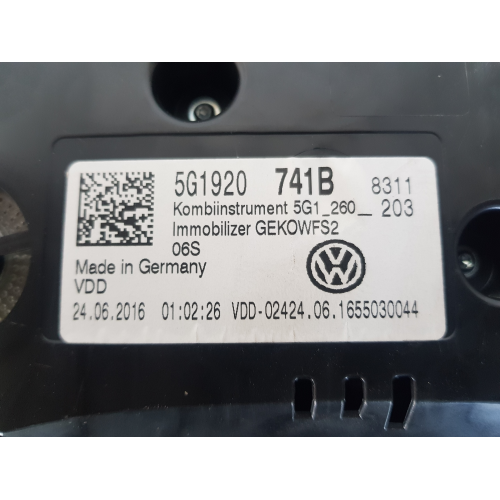 5G1920 741B 8311
Kombiinstrument 5G1_260_ 203
Immobilizer GEKOWFS2
06S
Made in Germany
VDD
24.06.2016 01:02:26 VDD-02424.06.1655030044